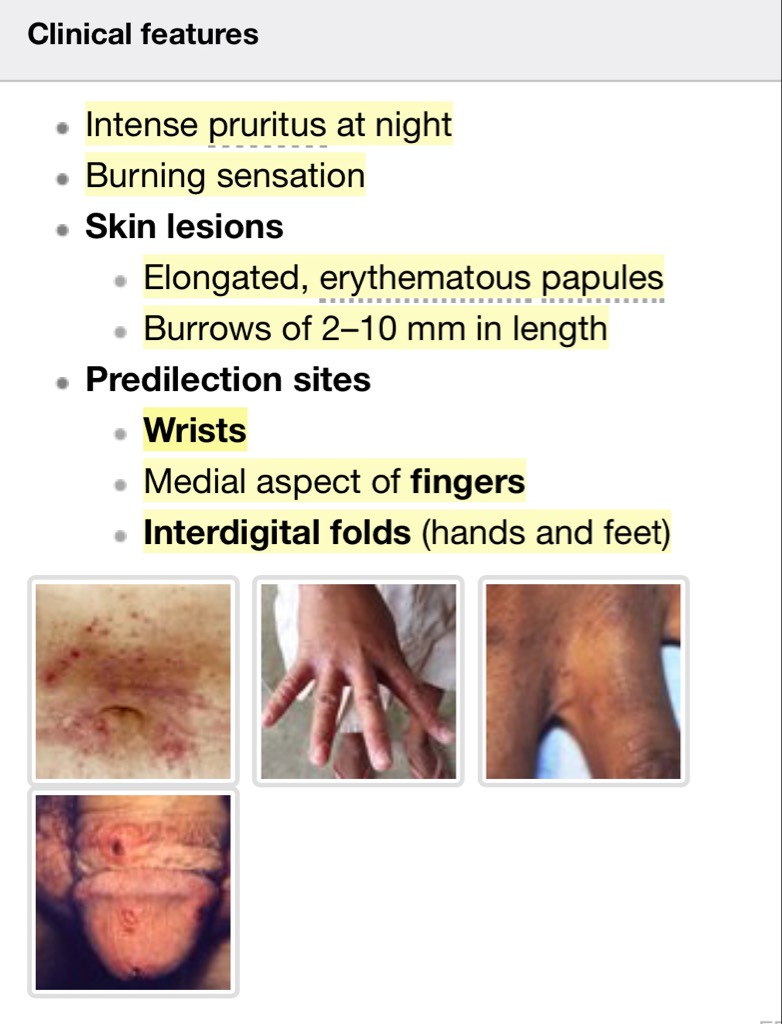 Clinical features
Intense pruritus at night
Burning sensation
Skin lesions
Elongated, erythematous papules
Burrows of 2–10 mm in length
Predilection sites
Wrists
Medial aspect of fingers
Interdigital folds (hands and feet)